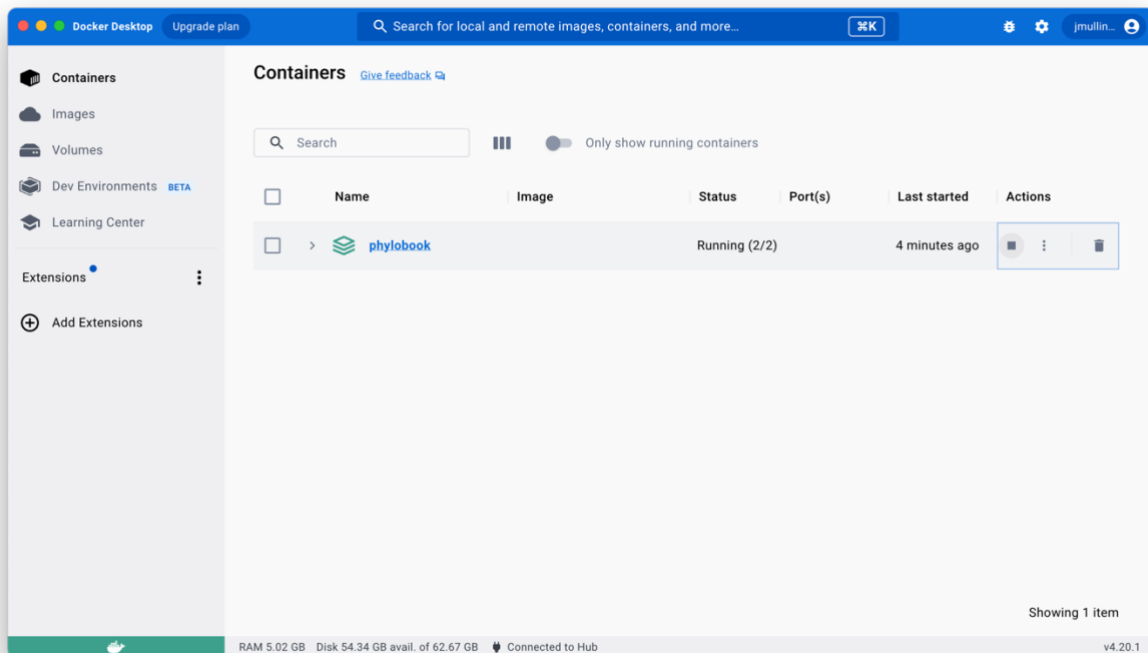 Docker Desktop Upgrade plan Search for local and remote images, containers, and more... ⌘K jmullin...
Containers
Images
Volumes
Dev Environments BETA
Learning Center
Extensions
Add Extensions
Containers Give feedback
Search Only show running containers
Name Image Status Port(s) Last started Actions
phylobook Running (2/2) 4 minutes ago
Showing 1 item
RAM 5.02 GB Disk 54.34 GB avail. of 62.67 GB Connected to Hub v4.20.1